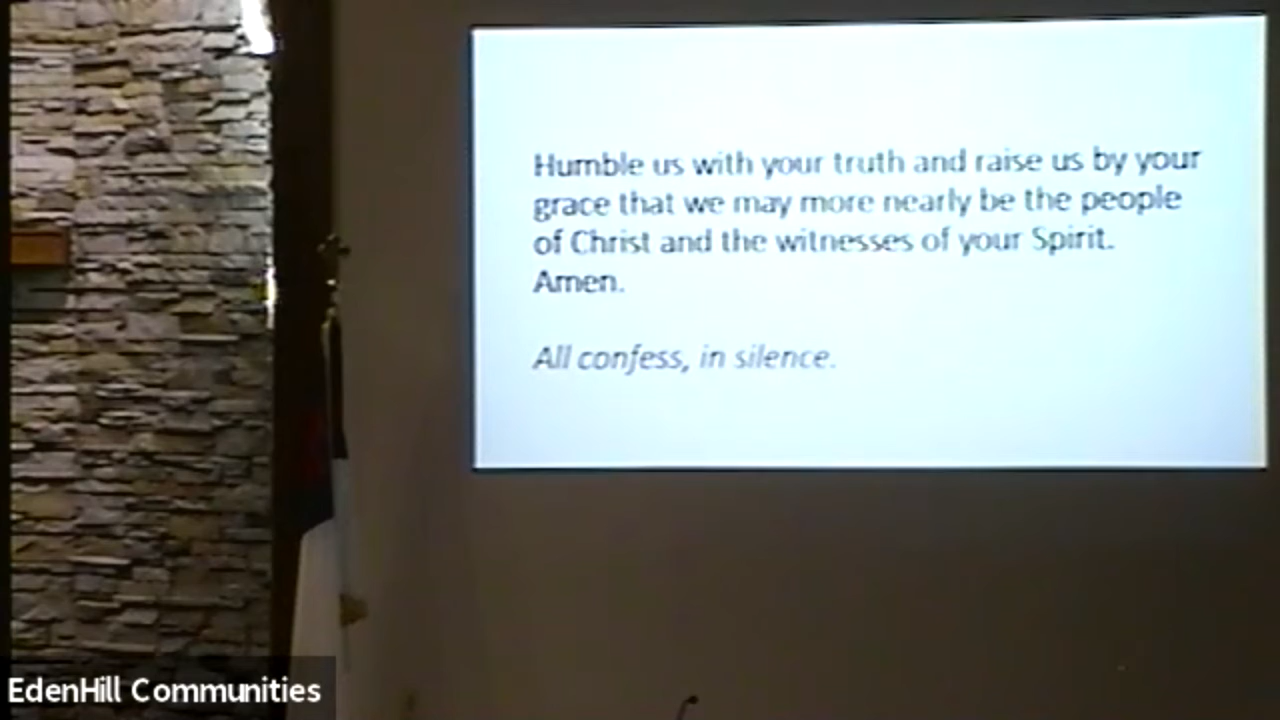 Humble us with your truth and raise us by your
grace that we may more nearly be the people
of Christ and the witnesses of your Spirit.
Amen.
All confess, in silence.
EdenHill Communities